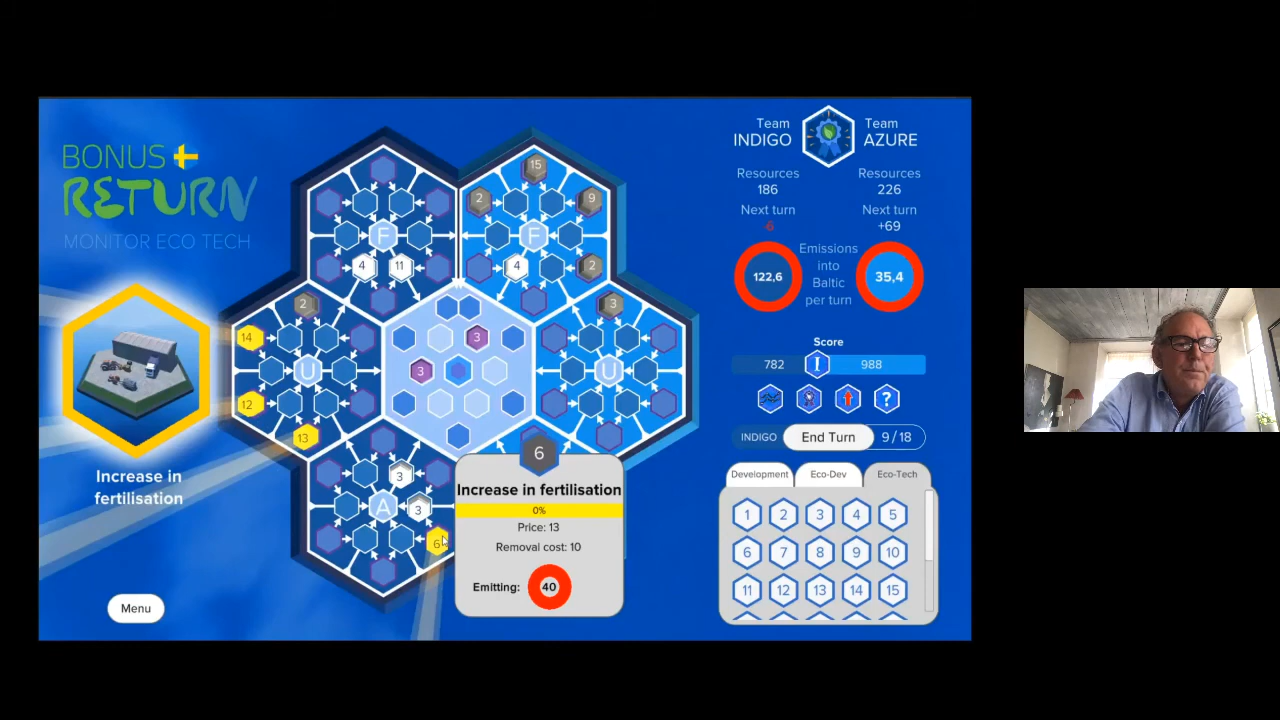 BONUS
RETURN
MONITOR ECO TECH
Increase in
fertilisation
Menu
15
2
9
F
F
4
11
4
2
2
3
14
3
U
3
U
12
13
3
A
3
6
6
Increase in fertilisation
0%
Price: 13
Removal cost: 10
Emitting: 40
Team
INDIGO
Team
AZURE
Resources
186
Resources
226
Next turn
-6
Next turn
+69
122,6
Emissions
into
Baltic
per turn
35,4
Score
782
I
988
?
INDIGO
End Turn
9 / 18
Development
Eco-Dev
Eco-Tech
1 2 3 4 5
6 7 8 9 10
11 12 13 14 15